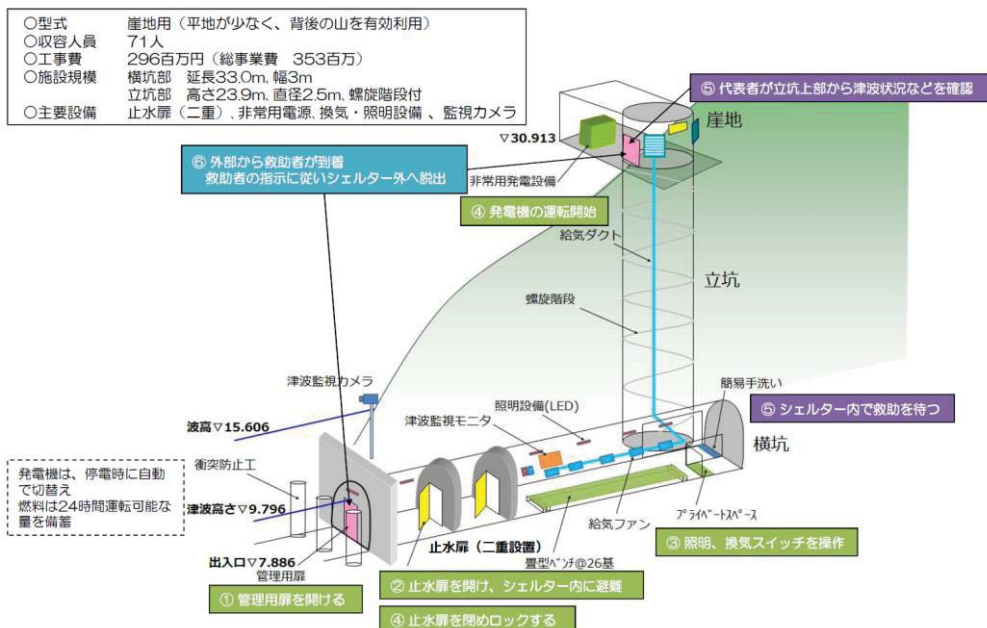 ○型式　崖地用（平地が少なく、背後の山を有効利用）
○収容人員　71人
○工事費　296百万円（総事業費　353百万）
○施設規模　横坑部　延長33.0m, 幅3m
立坑部　高さ23.9m, 直径2.5m, 螺旋階段付
○主要設備　止水扉（二重）, 非常用電源, 換気・照明設備 、監視カメラ
⑤ 代表者が立坑上部から津波状況などを確認
崖地
▽30.913
⑥ 外部から救助者が到着
救助者の指示に従いシェルター外へ脱出
非常用発電設備
④ 発電機の運転開始
給気ダクト
立坑
螺旋階段
津波監視カメラ
簡易手洗い
照明設備(LED)
⑤ シェルター内で救助を待つ
波高▽15.606
津波監視モニタ
横坑
発電機は、停電時に自動
で切替え
燃料は24時間運転可能な
量を備蓄
衝突防止工
津波高さ▽9.796
プライベートスペース
給気ファン
止水扉（二重設置）
③ 照明、換気スイッチを操作
出入口▽7.886
畳型ベンチ@26基
管理用扉
② 止水扉を開け、シェルター内に避難
① 管理用扉を開ける
④ 止水扉を閉めロックする